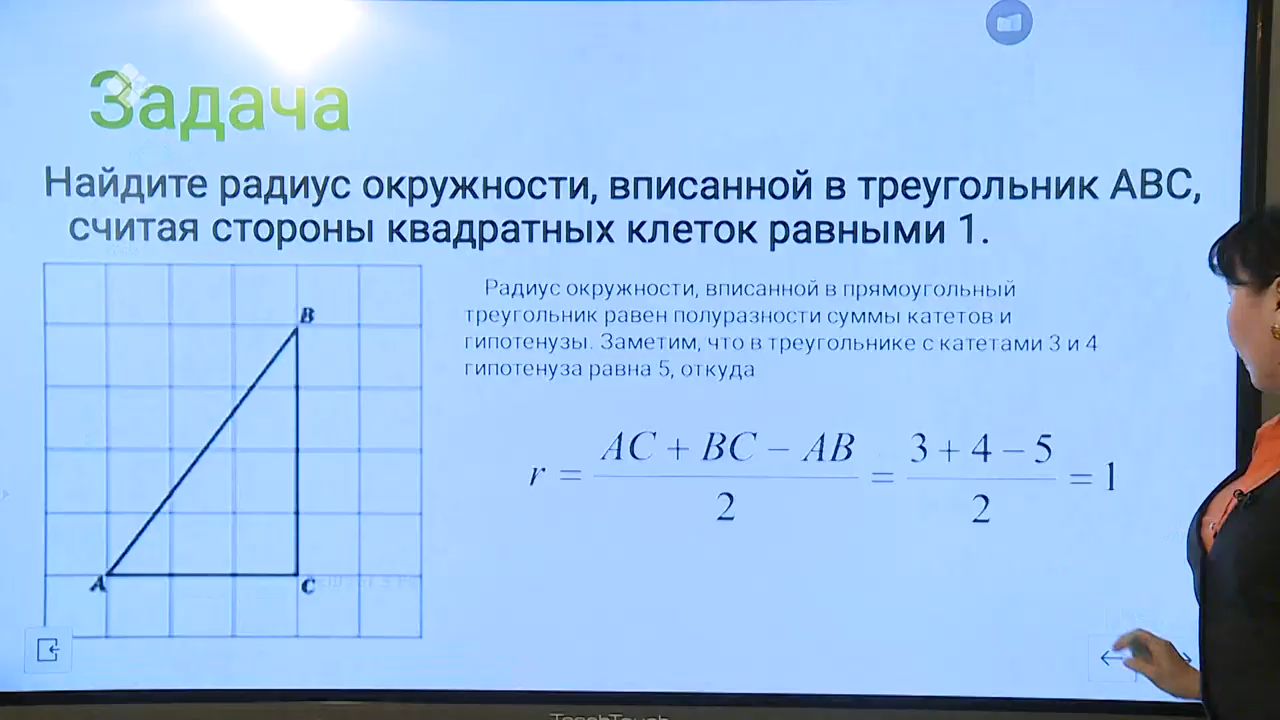 Задача
Найдите радиус окружности, вписанной в треугольник ABC,
считая стороны квадратных клеток равными 1.
Радиус окружности, вписанной в прямоугольный
треугольник равен полуразности суммы катетов и
гипотенузы. Заметим, что в треугольнике с катетами 3 и 4
гипотенуза равна 5, откуда
B
A
C
r = (AC + BC − AB) / 2 = (3 + 4 − 5) / 2 = 1